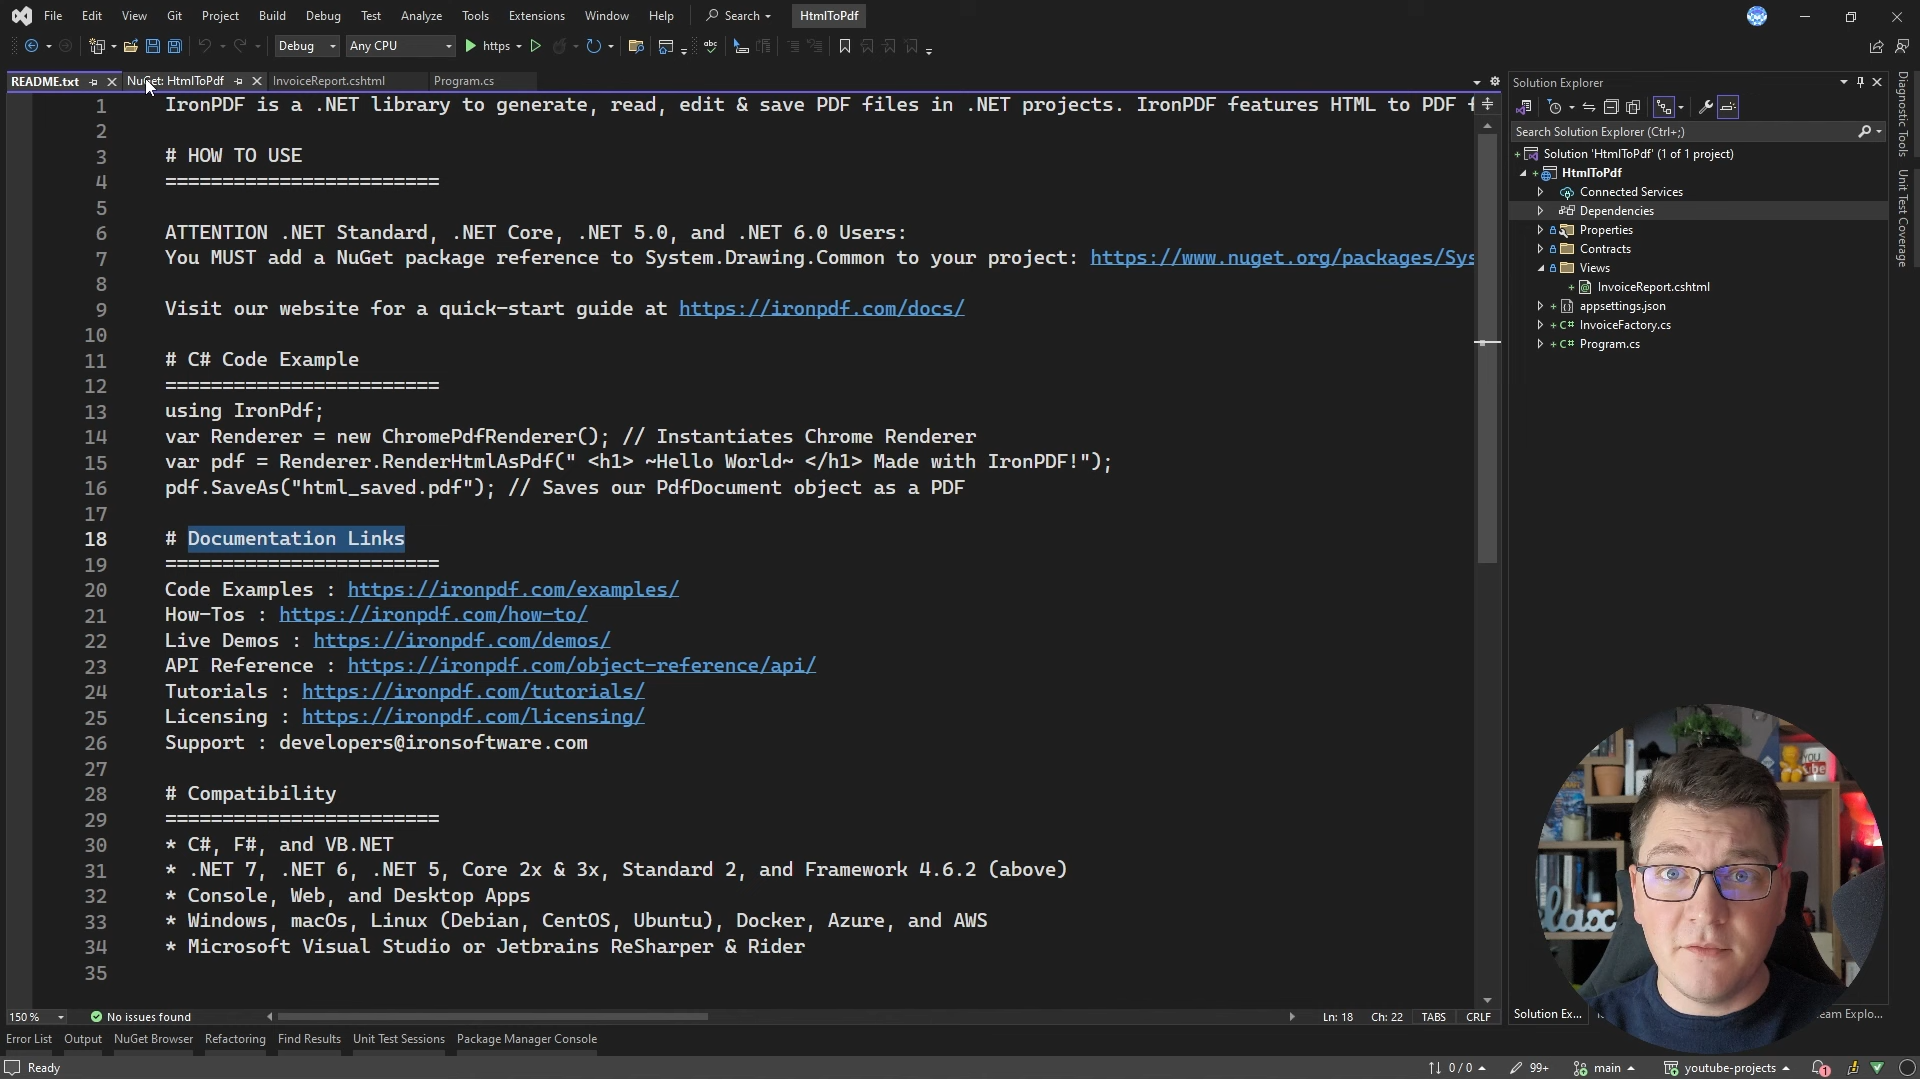 File Edit View Git Project Build Debug Test Analyze Tools Extensions Window Help Search HtmlToPdf
Debug Any CPU https
README.txt NuGet: HtmlToPdf InvoiceReport.cshtml Program.cs
1 IronPDF is a .NET library to generate, read, edit & save PDF files in .NET projects. IronPDF features HTML to PDF
2
3 # HOW TO USE
4 ========================
5
6 ATTENTION .NET Standard, .NET Core, .NET 5.0, and .NET 6.0 Users:
7 You MUST add a NuGet package reference to System.Drawing.Common to your project: https://www.nuget.org/packages/Sys
8
9 Visit our website for a quick-start guide at https://ironpdf.com/docs/
10
11 # C# Code Example
12 ========================
13 using IronPdf;
14 var Renderer = new ChromePdfRenderer(); // Instantiates Chrome Renderer
15 var pdf = Renderer.RenderHtmlAsPdf(" <h1> ~Hello World~ </h1> Made with IronPDF!");
16 pdf.SaveAs("html_saved.pdf"); // Saves our PdfDocument object as a PDF
17
18 # Documentation Links
19 ========================
20 Code Examples : https://ironpdf.com/examples/
21 How-Tos : https://ironpdf.com/how-to/
22 Live Demos : https://ironpdf.com/demos/
23 API Reference : https://ironpdf.com/object-reference/api/
24 Tutorials : https://ironpdf.com/tutorials/
25 Licensing : https://ironpdf.com/licensing/
26 Support : developers@ironsoftware.com
27
28 # Compatibility
29 ========================
30 * C#, F#, and VB.NET
31 * .NET 7, .NET 6, .NET 5, Core 2x & 3x, Standard 2, and Framework 4.6.2 (above)
32 * Console, Web, and Desktop Apps
33 * Windows, macOs, Linux (Debian, CentOS, Ubuntu), Docker, Azure, and AWS
34 * Microsoft Visual Studio or Jetbrains ReSharper & Rider
35
150 % No issues found Ln: 18 Ch: 22 TABS CRLF
Solution Explorer
Search Solution Explorer (Ctrl+;)
Solution 'HtmlToPdf' (1 of 1 project)
HtmlToPdf
Connected Services
Dependencies
Properties
Contracts
Views
InvoiceReport.cshtml
appsettings.json
InvoiceFactory.cs
Program.cs
Diagnostic Tools
Unit Test Coverage
YOU
Solution Ex... eam Explo...
Error List Output NuGet Browser Refactoring Find Results Unit Test Sessions Package Manager Console
Ready 0 / 0 99+ main youtube-projects 1